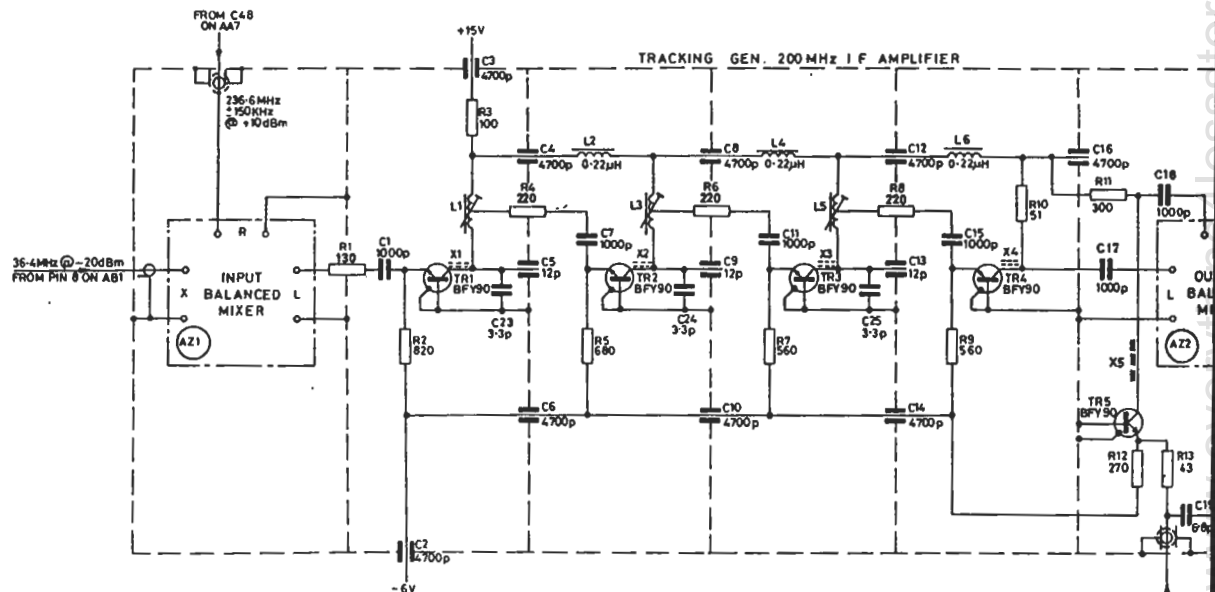 FROM C48
ON AA7
+15V
TRACKING GEN. 200MHz I F AMPLIFIER
C3
4700p
236·6MHz
±150KHz
@ +10dBm
R3
100
C4
4700p
L2
0·22µH
C8
4700p
L4
0·22µH
C12
4700p
L6
0·22µH
C16
4700p
R11
300
C18
1000p
L1
R4
220
L3
R6
220
L5
R8
220
R10
51
R
C7
1000p
C11
1000p
C15
1000p
C17
1000p
36·4MHz @ -20dBm
FROM PIN 8 ON AB1
X
INPUT
BALANCED
MIXER
L
AZ1
R1
130
C1
1000p
X1
TR1
BFY90
C5
12p
X2
TR2
BFY90
C9
12p
X3
TR3
BFY90
C13
12p
X4
TR4
BFY90
L
OU
BAL
MI
AZ2
C23
3·3p
C24
3·3p
C25
3·3p
R2
820
R5
680
R7
560
R9
560
X5
C6
4700p
C10
4700p
C14
4700p
TR5
BFY90
R12
270
R13
43
C19
6·8p
C2
4700p
-6V